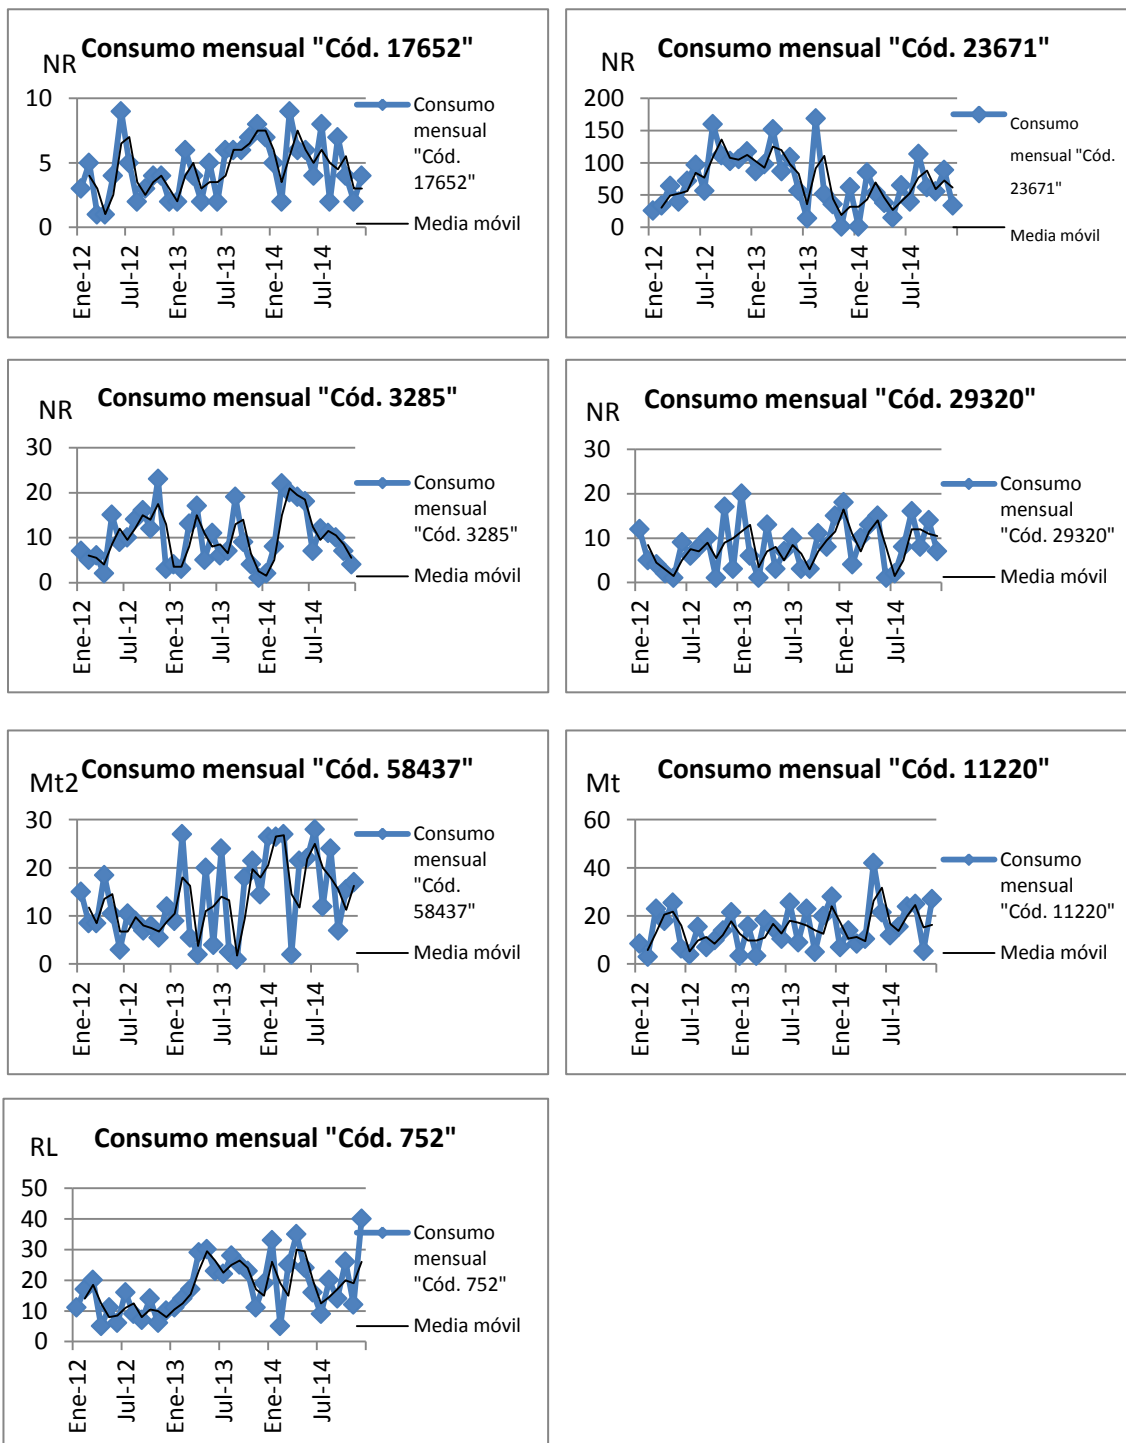 Consumo mensual "Cód. 17652"
NR
10
5
0
Ene-12
Jul-12
Ene-13
Jul-13
Ene-14
Jul-14
Consumo
mensual
"Cód.
17652"
Media móvil
Consumo mensual "Cód. 23671"
NR
200
150
100
50
0
Ene-12
Jul-12
Ene-13
Jul-13
Ene-14
Jul-14
Consumo
mensual "Cód.
23671"
Media móvil
Consumo mensual "Cód. 3285"
NR
30
20
10
0
Ene-12
Jul-12
Ene-13
Jul-13
Ene-14
Jul-14
Consumo
mensual
"Cód. 3285"
Media móvil
Consumo mensual "Cód. 29320"
NR
30
20
10
0
Ene-12
Jul-12
Ene-13
Jul-13
Ene-14
Jul-14
Consumo
mensual
"Cód. 29320"
Media móvil
Consumo mensual "Cód. 58437"
Mt2
30
20
10
0
Ene-12
Jul-12
Ene-13
Jul-13
Ene-14
Jul-14
Consumo
mensual
"Cód.
58437"
Media móvil
Consumo mensual "Cód. 11220"
Mt
60
40
20
0
Ene-12
Jul-12
Ene-13
Jul-13
Ene-14
Jul-14
Consumo
mensual
"Cód. 11220"
Media móvil
Consumo mensual "Cód. 752"
RL
50
40
30
20
10
0
Ene-12
Jul-12
Ene-13
Jul-13
Ene-14
Jul-14
Consumo
mensual
"Cód. 752"
Media móvil